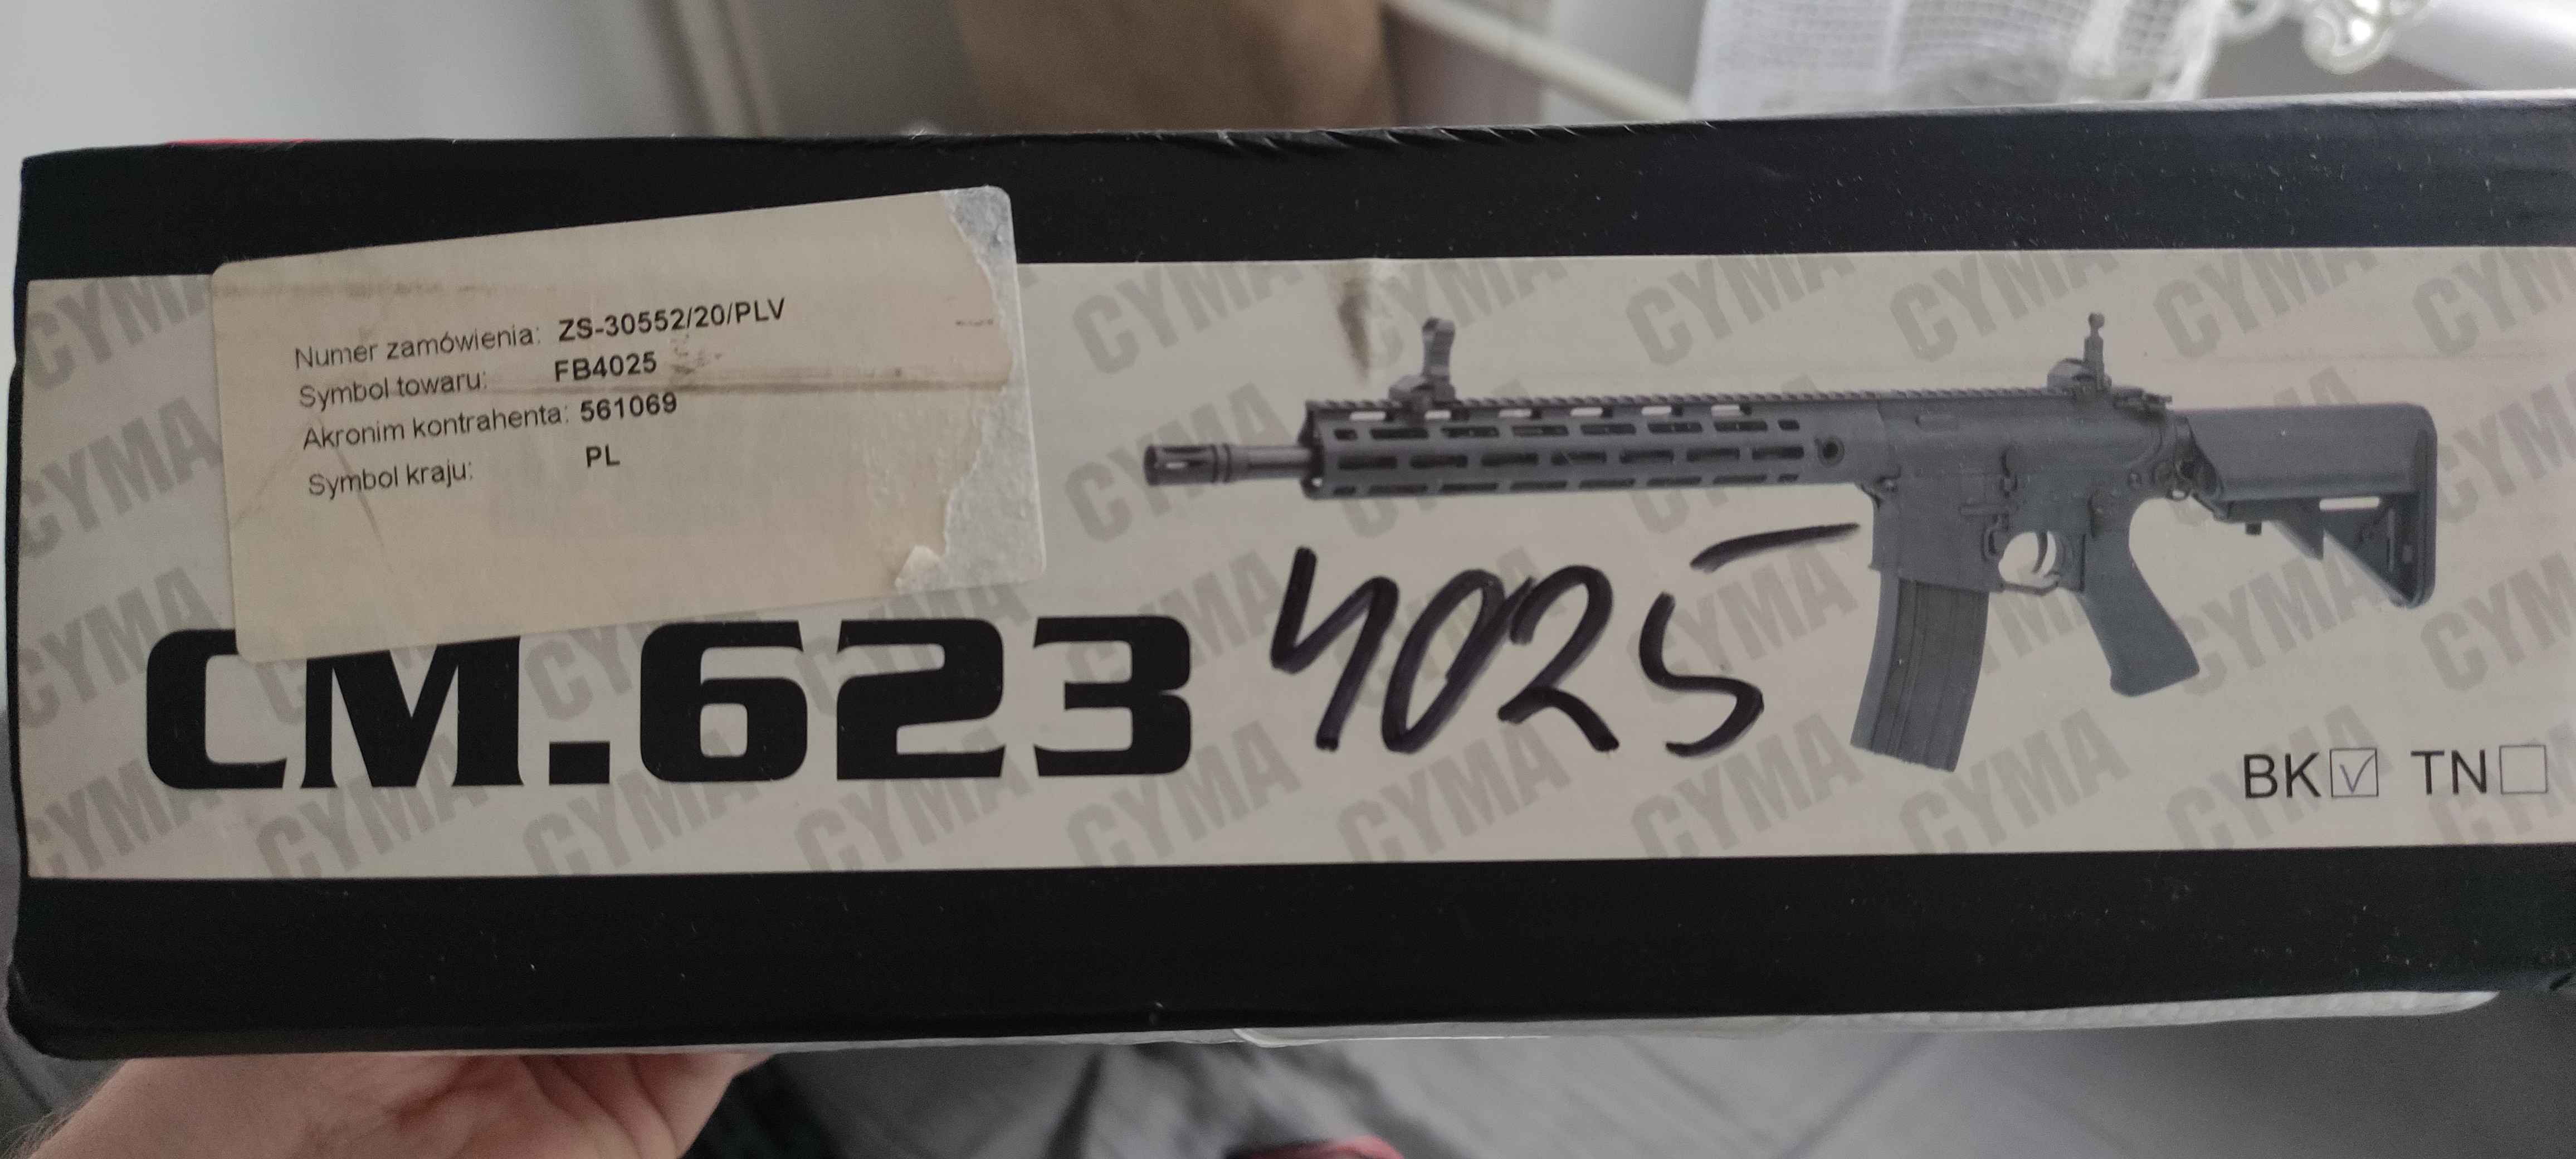 Numer zamówienia: ZS-30552/20/PLV
Symbol towaru: FB4025
Akronim kontrahenta: 561069
Symbol kraju: PL
CM.623
4025
BK TN
CYMA